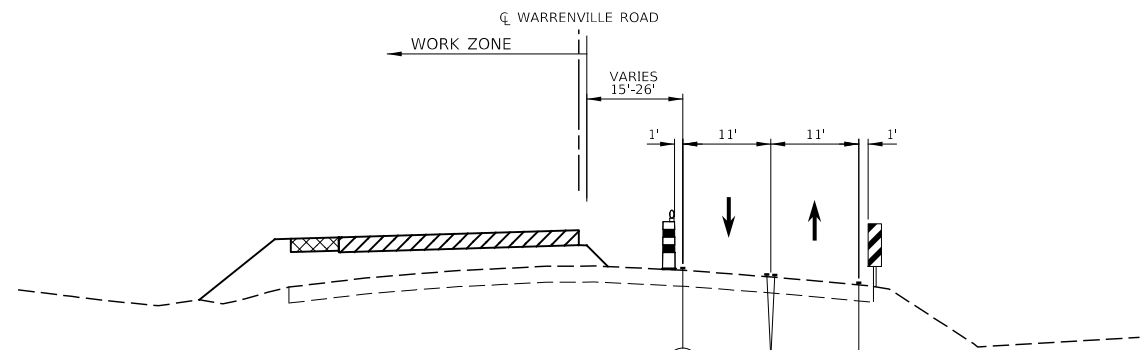 ℄ WARRENVILLE ROAD
WORK ZONE
VARIES
15'-26'
1' 11' 11' 1'